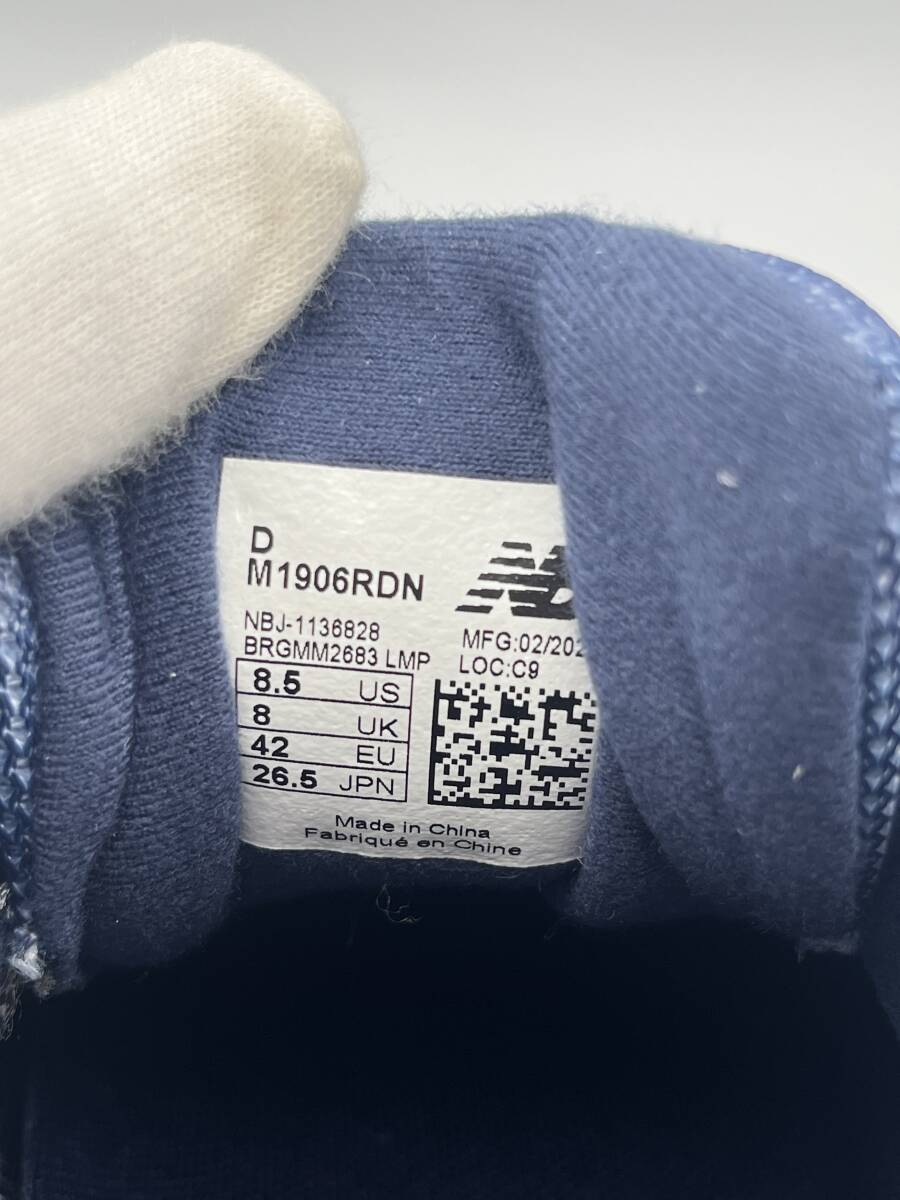 D
M1906RDN
NBJ-1136828
BRGMM2683 LMP
MFG:02/202
LOC:C9
8.5 US
8 UK
42 EU
26.5 JPN
Made in China
Fabriqué en Chine